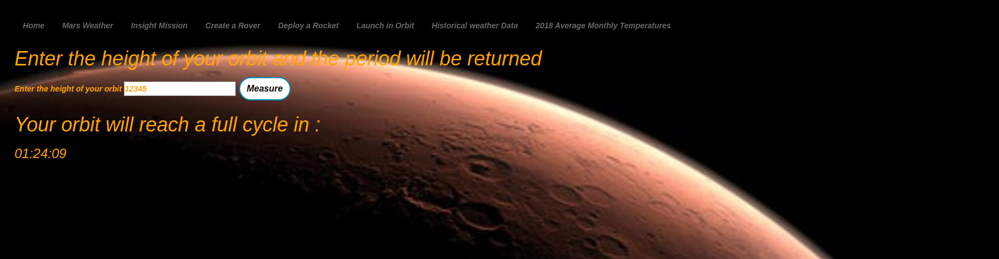 Home Mars Weather Insight Mission Create a Rover Deploy a Rocket Launch in Orbit Historical weather Data 2018 Average Monthly Temperatures
Enter the height of your orbit and the period will be returned
Enter the height of your orbit 12345 Measure
Your orbit will reach a full cycle in :
01:24:09